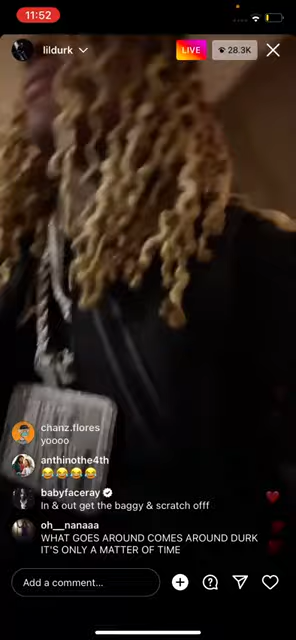 11:52
lildurk
LIVE
28.3K
chanz.flores
yoooo
anthinothe4th
😂😂😂😂
babyfaceray
In & out get the baggy & scratch offf
oh__nanaaa
WHAT GOES AROUND COMES AROUND DURK
IT'S ONLY A MATTER OF TIME
Add a comment...